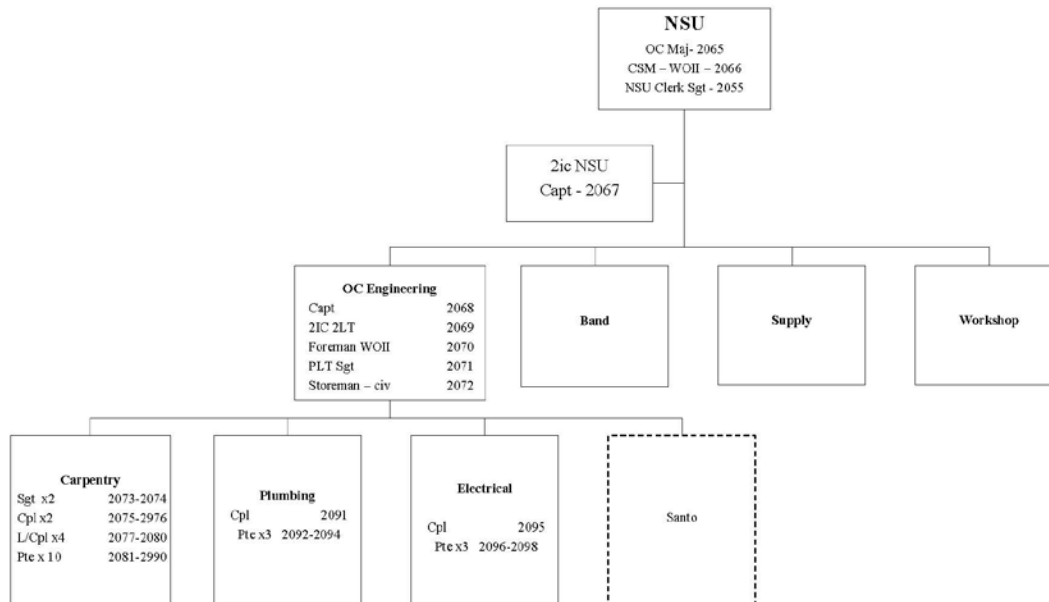 NSU
OC Maj- 2065
CSM – WOII – 2066
NSU Clerk Sgt - 2055
2ic NSU
Capt - 2067
OC Engineering
Capt 2068
2IC 2LT 2069
Foreman WOII 2070
PLT Sgt 2071
Storeman – civ 2072
Band
Supply
Workshop
Carpentry
Sgt x2 2073-2074
Cpl x2 2075-2976
L/Cpl x4 2077-2080
Pte x 10 2081-2990
Plumbing
Cpl 2091
Pte x3 2092-2094
Electrical
Cpl 2095
Pte x3 2096-2098
Santo